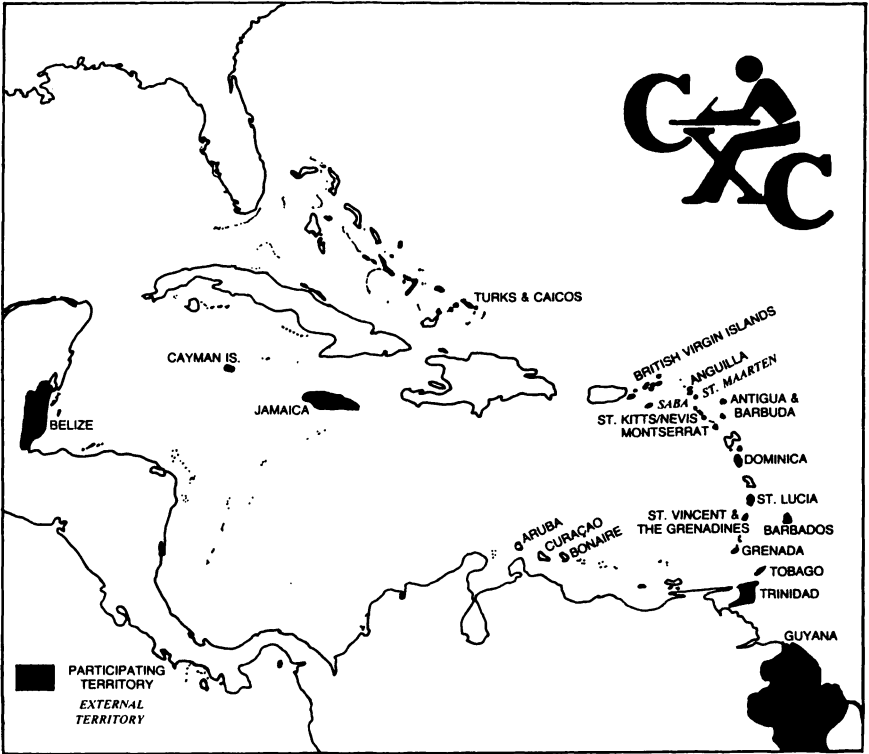 CXC
TURKS & CAICOS
BRITISH VIRGIN ISLANDS
CAYMAN IS.
ANGUILLA
ST. MAARTEN
SABA
JAMAICA
ANTIGUA &
BARBUDA
ST. KITTS/NEVIS
BELIZE
MONTSERRAT
DOMINICA
ST. LUCIA
ST. VINCENT &
THE GRENADINES
BARBADOS
ARUBA
CURAÇAO
BONAIRE
GRENADA
TOBAGO
TRINIDAD
GUYANA
PARTICIPATING
TERRITORY
EXTERNAL
TERRITORY